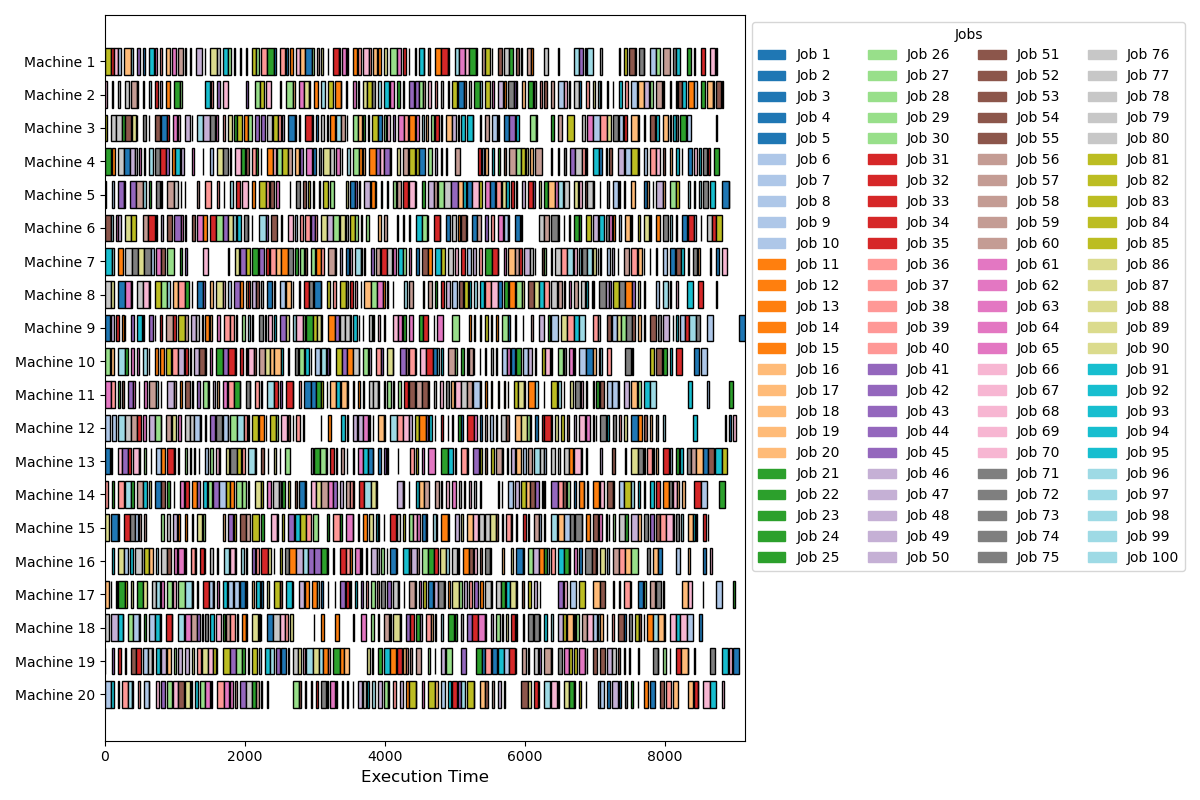 Machine 1
Machine 2
Machine 3
Machine 4
Machine 5
Machine 6
Machine 7
Machine 8
Machine 9
Machine 10
Machine 11
Machine 12
Machine 13
Machine 14
Machine 15
Machine 16
Machine 17
Machine 18
Machine 19
Machine 20
0 2000 4000 6000 8000
Execution Time
Jobs
Job 1 Job 26 Job 51 Job 76
Job 2 Job 27 Job 52 Job 77
Job 3 Job 28 Job 53 Job 78
Job 4 Job 29 Job 54 Job 79
Job 5 Job 30 Job 55 Job 80
Job 6 Job 31 Job 56 Job 81
Job 7 Job 32 Job 57 Job 82
Job 8 Job 33 Job 58 Job 83
Job 9 Job 34 Job 59 Job 84
Job 10 Job 35 Job 60 Job 85
Job 11 Job 36 Job 61 Job 86
Job 12 Job 37 Job 62 Job 87
Job 13 Job 38 Job 63 Job 88
Job 14 Job 39 Job 64 Job 89
Job 15 Job 40 Job 65 Job 90
Job 16 Job 41 Job 66 Job 91
Job 17 Job 42 Job 67 Job 92
Job 18 Job 43 Job 68 Job 93
Job 19 Job 44 Job 69 Job 94
Job 20 Job 45 Job 70 Job 95
Job 21 Job 46 Job 71 Job 96
Job 22 Job 47 Job 72 Job 97
Job 23 Job 48 Job 73 Job 98
Job 24 Job 49 Job 74 Job 99
Job 25 Job 50 Job 75 Job 100